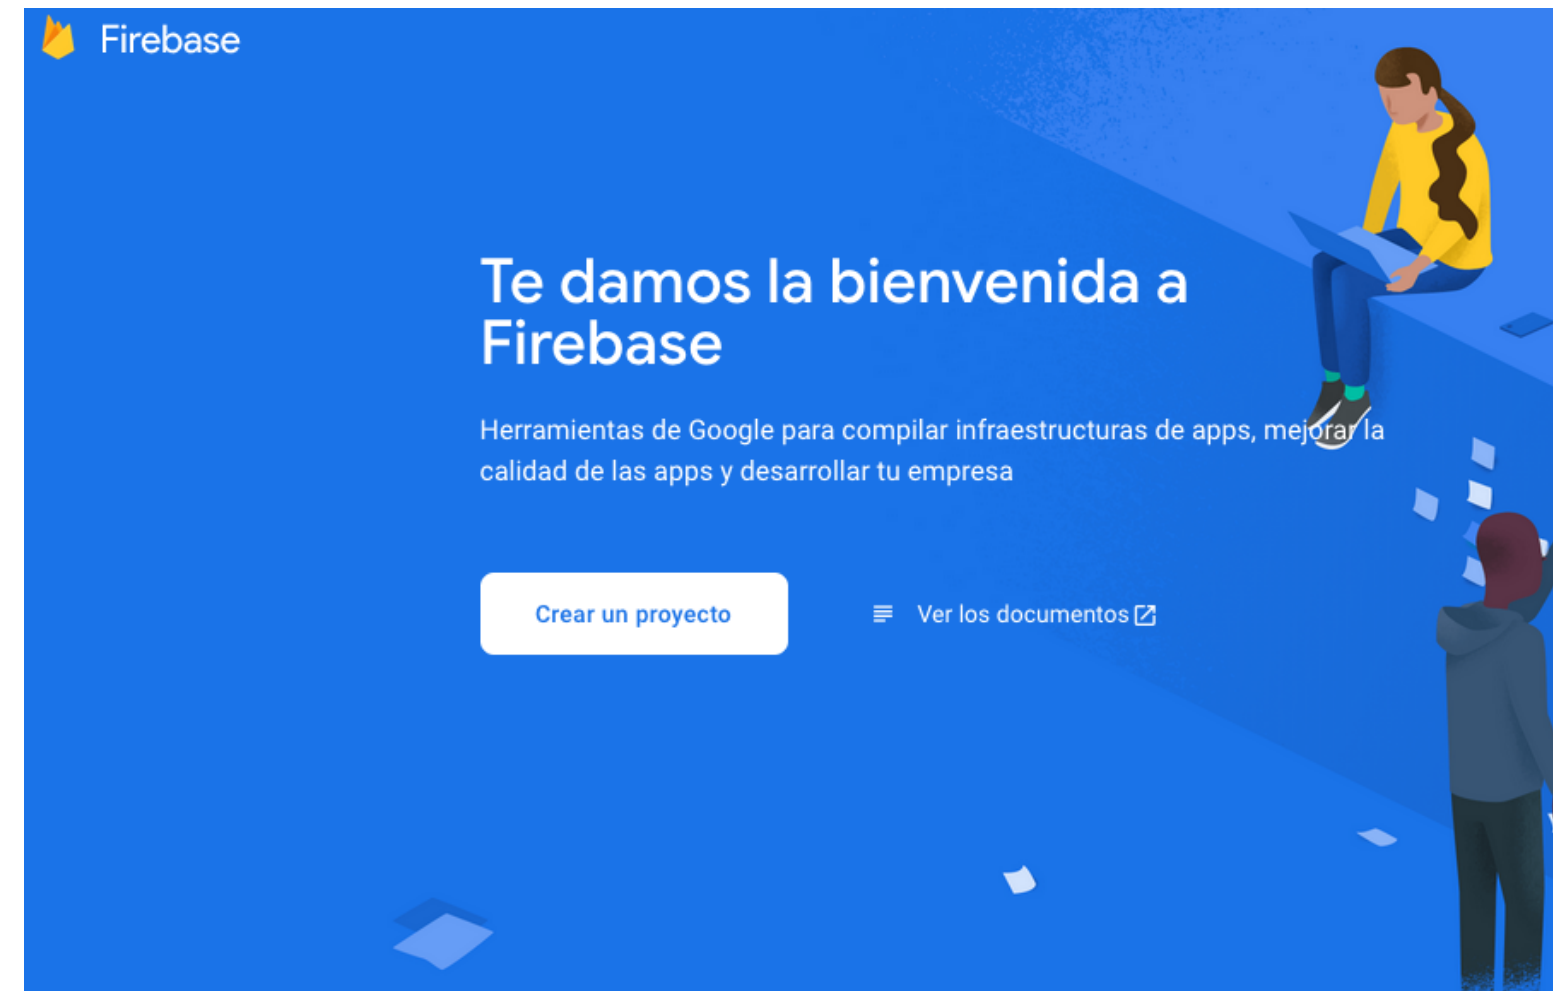 Firebase
Te damos la bienvenida a
Firebase
Herramientas de Google para compilar infraestructuras de apps, mejorar la
calidad de las apps y desarrollar tu empresa
Crear un proyecto
Ver los documentos